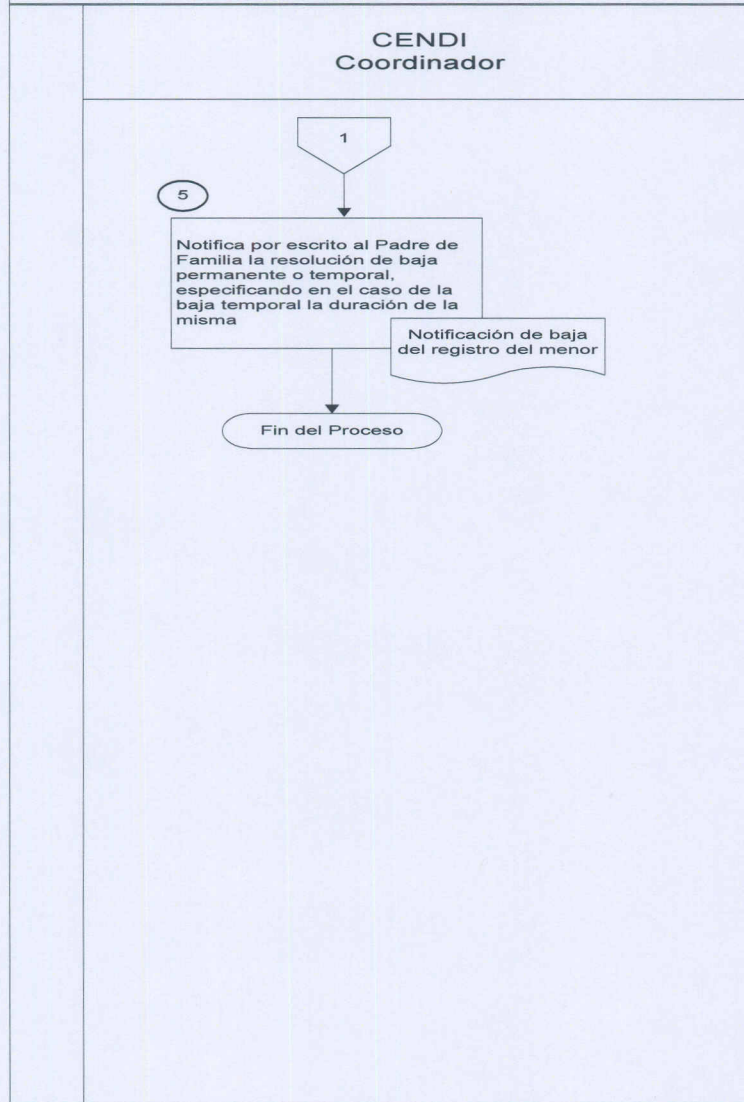 CENDI
Coordinador
1
5
Notifica por escrito al Padre de
Familia la resolución de baja
permanente o temporal,
especificando en el caso de la
baja temporal la duración de la
misma
Notificación de baja
del registro del menor
Fin del Proceso